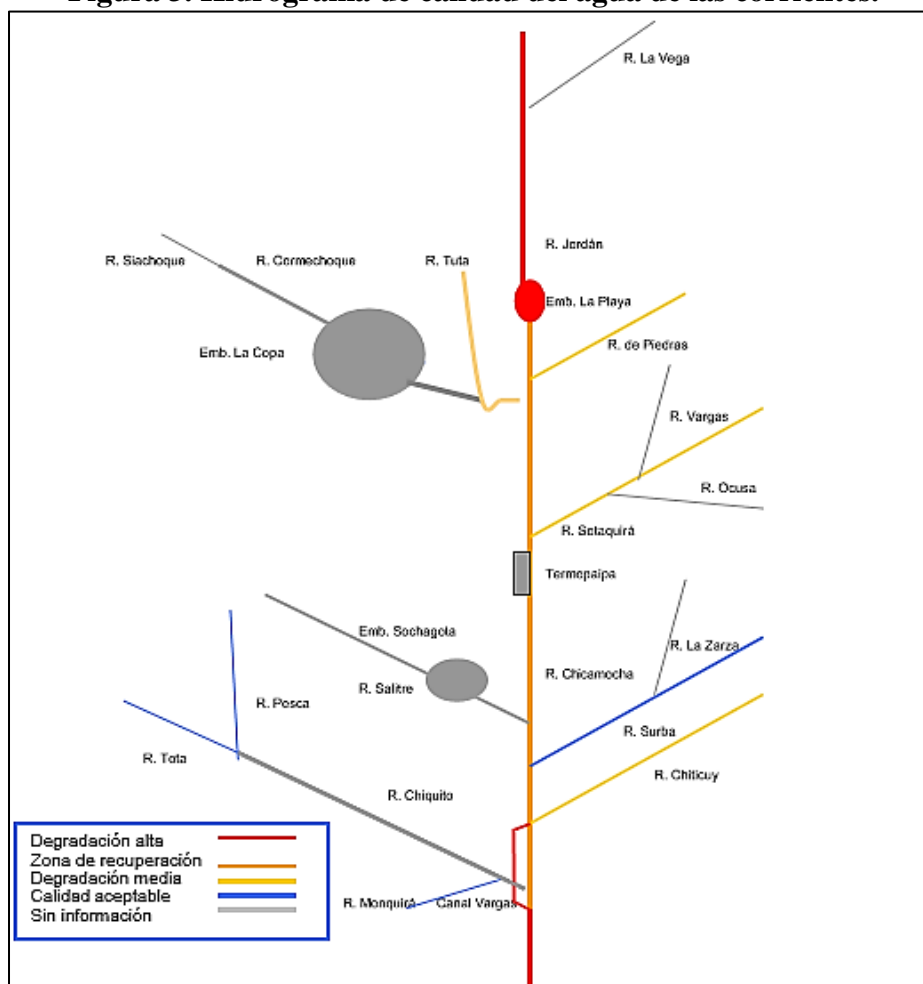 Figura 3. Hidrograma de calidad del agua de las corrientes.
R. La Vega
R. Jordán
R. Siachoque
R. Cormechoque
R. Tuta
Emb. La Playa
R. de Piedras
Emb. La Copa
R. Vargas
R. Ocusa
R. Sotaquirá
Termopaipa
Emb. Sochagota
R. La Zarza
R. Chicamocha
R. Salitre
R. Pesca
R. Surba
R. Tota
R. Chiticuy
R. Chiquito
Degradación alta
Zona de recuperación
Degradación media
Calidad aceptable
Sin información
R. Monquirá
Canal Vargas